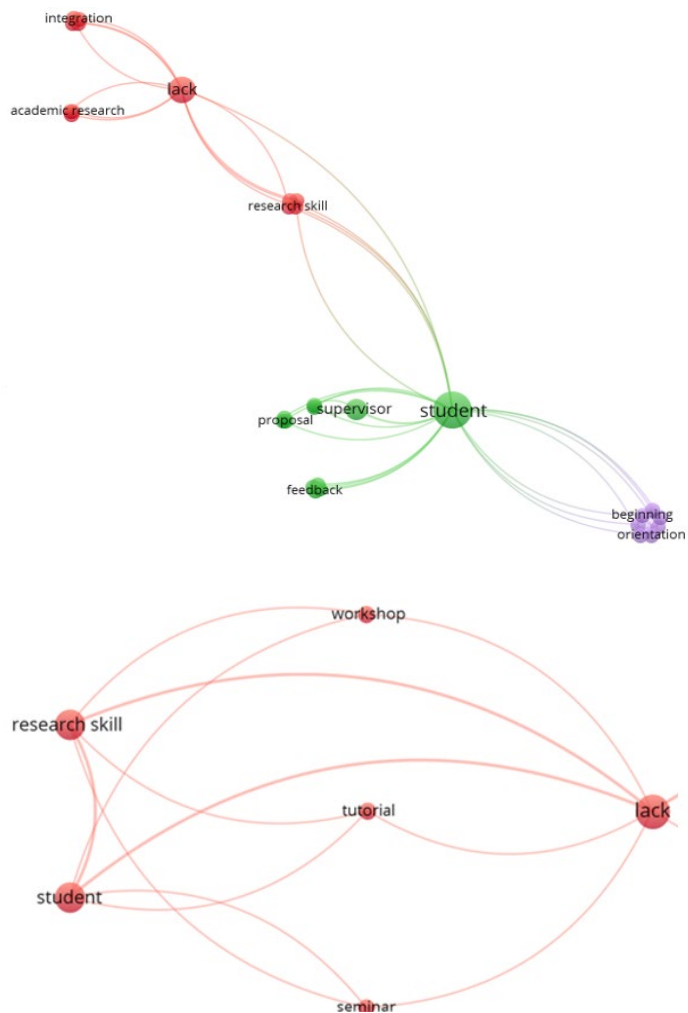 integration
lack
academic research
research skill
supervisor
student
proposal
feedback
beginning
orientation
workshop
research skill
tutorial
lack
student
seminar